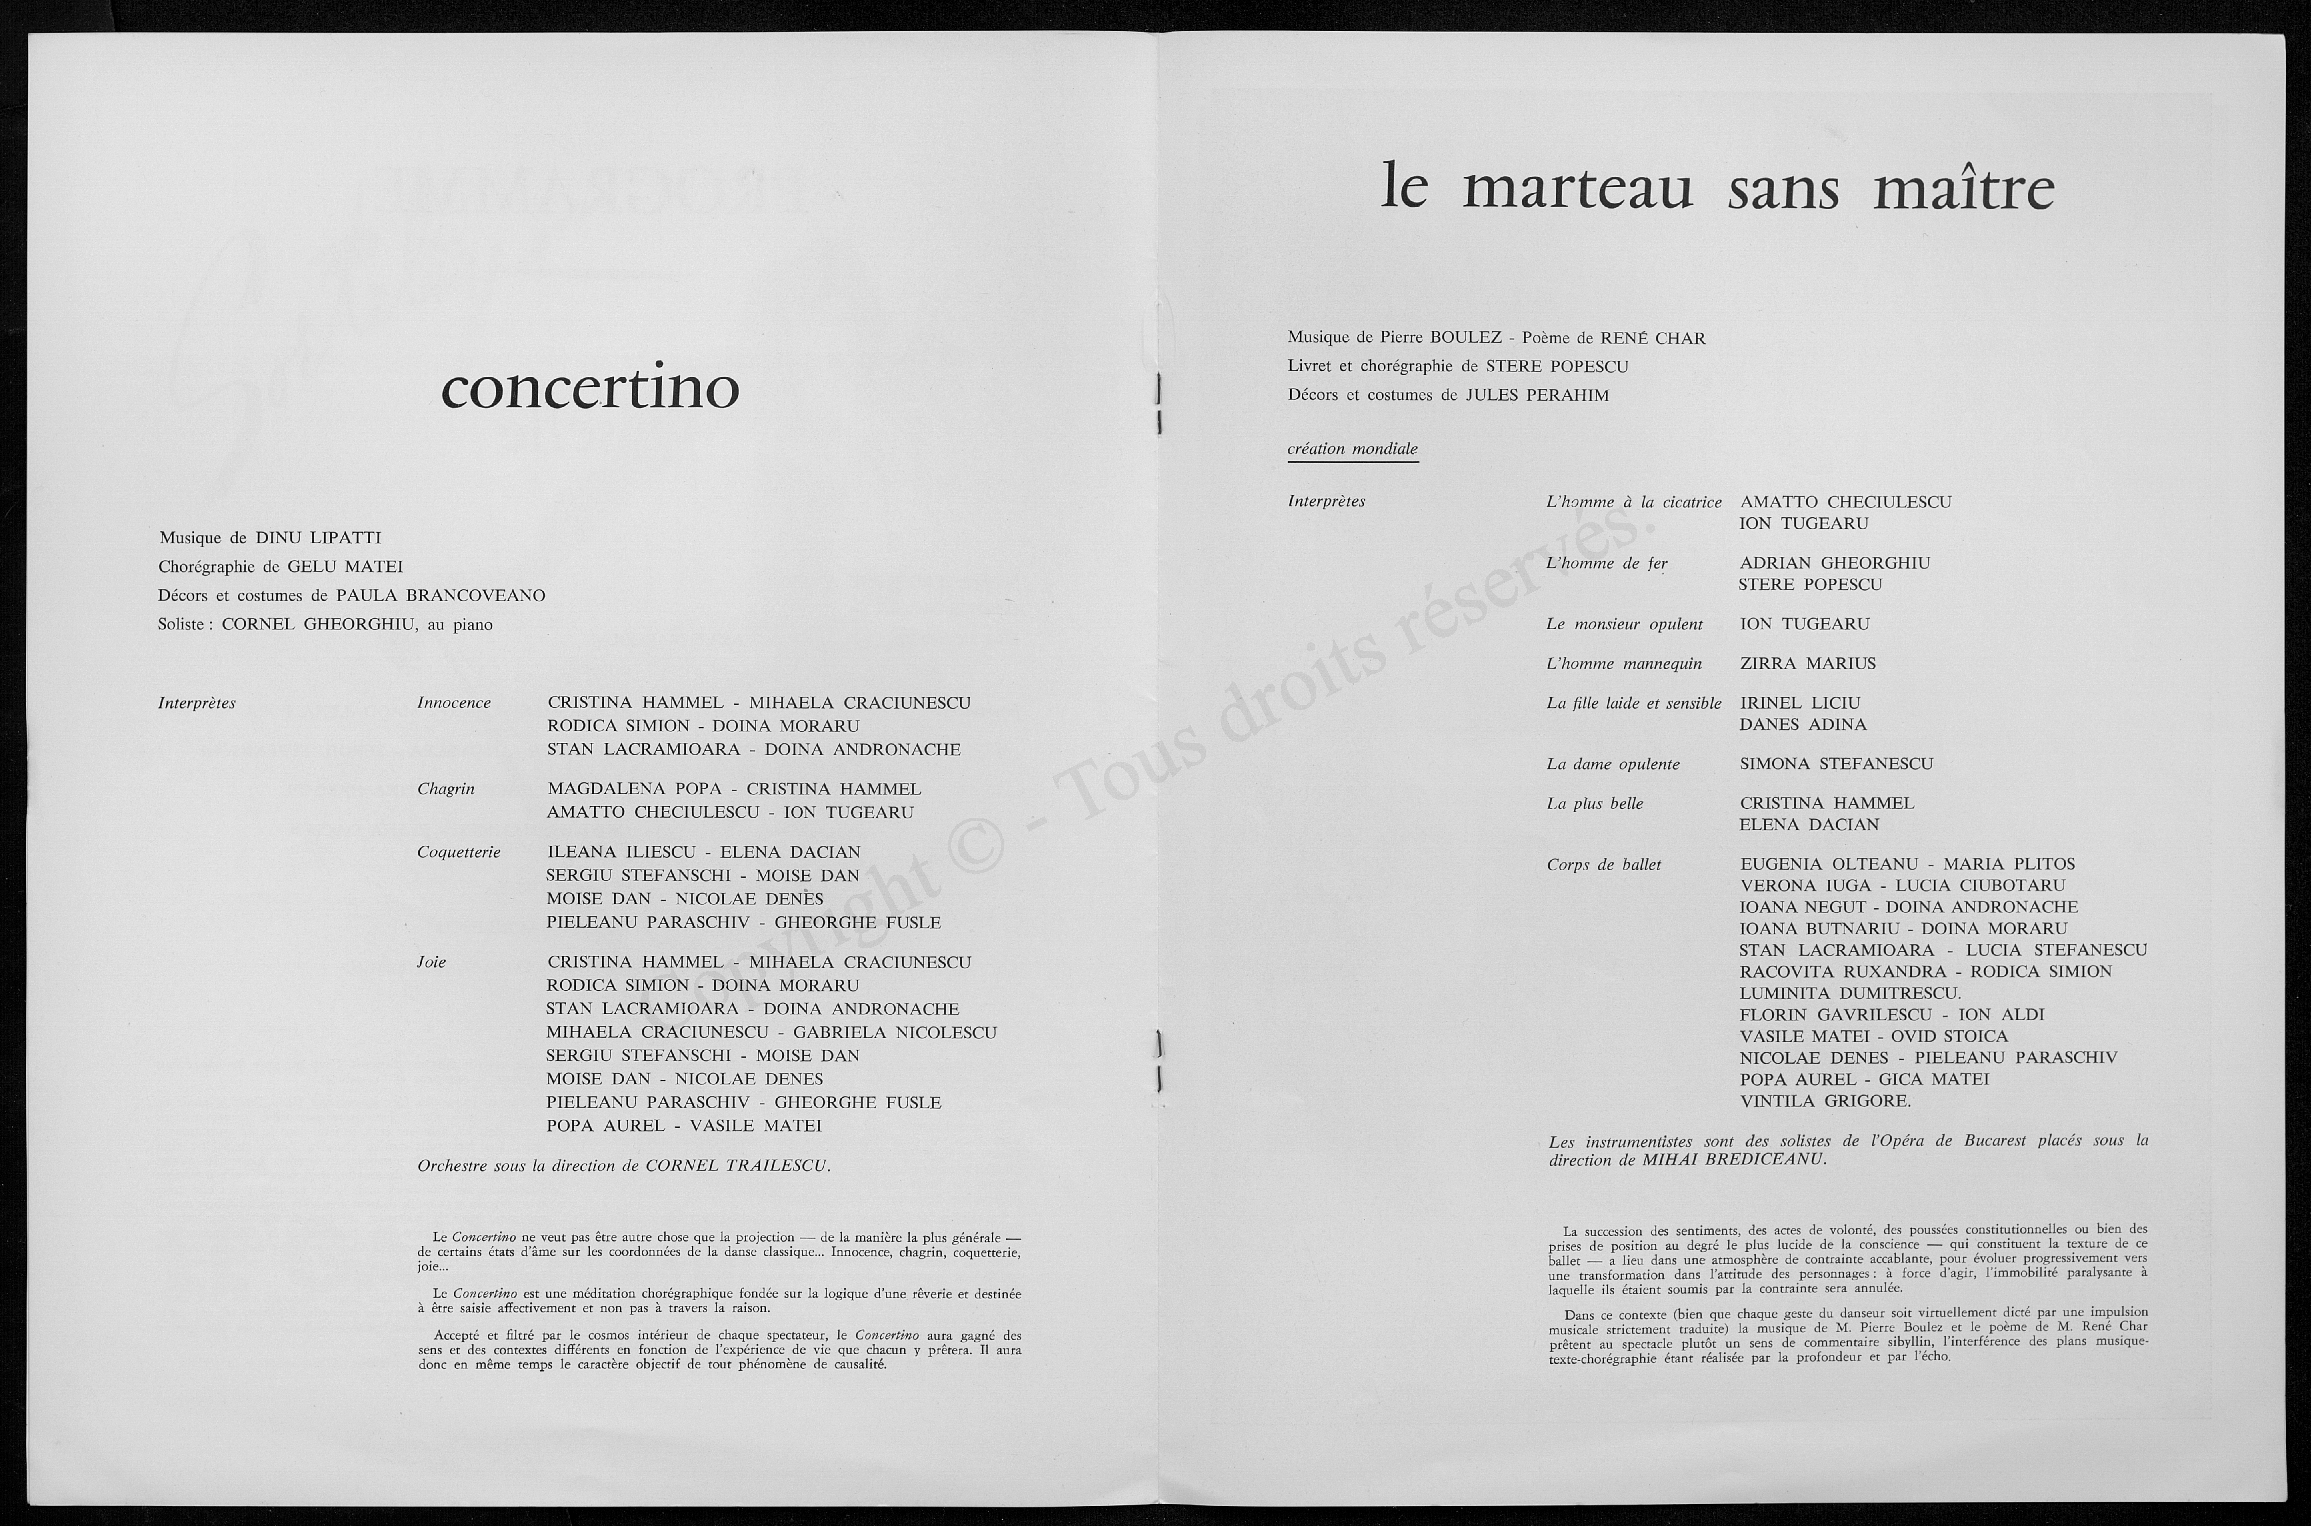 concertino
Musique de DINU LIPATTI
Chorégraphie de GELU MATEI
Décors et costumes de PAULA BRANCOVEANO
Soliste : CORNEL GHEORGHIU, au piano
Interprètes
Innocence CRISTINA HAMMEL - MIHAELA CRACIUNESCU
RODICA SIMION - DOINA MORARU
STAN LACRAMIOARA - DOINA ANDRONACHE
Chagrin MAGDALENA POPA - CRISTINA HAMMEL
AMATTO CHECIULESCU - ION TUGEARU
Coquetterie ILEANA ILIESCU - ELENA DACIAN
SERGIU STEFANSCHI - MOISE DAN
MOISE DAN - NICOLAE DENES
PIELEANU PARASCHIV - GHEORGHE FUSLE
Joie CRISTINA HAMMEL - MIHAELA CRACIUNESCU
RODICA SIMION - DOINA MORARU
STAN LACRAMIOARA - DOINA ANDRONACHE
MIHAELA CRACIUNESCU - GABRIELA NICOLESCU
SERGIU STEFANSCHI - MOISE DAN
MOISE DAN - NICOLAE DENES
PIELEANU PARASCHIV - GHEORGHE FUSLE
POPA AUREL - VASILE MATEI
Orchestre sous la direction de CORNEL TRAILESCU.
Le Concertino ne veut pas être autre chose que la projection — de la manière la plus générale —
de certains états d'âme sur les coordonnées de la danse classique... Innocence, chagrin, coquetterie,
joie...
Le Concertino est une méditation chorégraphique fondée sur la logique d'une rêverie et destinée
à être saisie affectivement et non pas à travers la raison.
Accepté et filtré par le cosmos intérieur de chaque spectateur, le Concertino aura gagné des
sens et des contextes différents en fonction de l'expérience de vie que chacun y prêtera. Il aura
donc en même temps le caractère objectif de tout phénomène de causalité.
le marteau sans maître
Musique de Pierre BOULEZ - Poème de RENÉ CHAR
Livret et chorégraphie de STERE POPESCU
Décors et costumes de JULES PERAHIM
création mondiale
Interprètes
L'homme à la cicatrice AMATTO CHECIULESCU
ION TUGEARU
L'homme de fer ADRIAN GHEORGHIU
STERE POPESCU
Le monsieur opulent ION TUGEARU
L'homme mannequin ZIRRA MARIUS
La fille laide et sensible IRINEL LICIU
DANES ADINA
La dame opulente SIMONA STEFANESCU
La plus belle CRISTINA HAMMEL
ELENA DACIAN
Corps de ballet EUGENIA OLTEANU - MARIA PLITOS
VERONA IUGA - LUCIA CIUBOTARU
IOANA NEGUT - DOINA ANDRONACHE
IOANA BUTNARIU - DOINA MORARU
STAN LACRAMIOARA - LUCIA STEFANESCU
RACOVITA RUXANDRA - RODICA SIMION
LUMINITA DUMITRESCU.
FLORIN GAVRILESCU - ION ALDI
VASILE MATEI - OVID STOICA
NICOLAE DENES - PIELEANU PARASCHIV
POPA AUREL - GICA MATEI
VINTILA GRIGORE.
Les instrumentistes sont des solistes de l'Opéra de Bucarest placés sous la
direction de MIHAI BREDICEANU.
La succession des sentiments, des actes de volonté, des poussées constitutionnelles ou bien des
prises de position au degré le plus lucide de la conscience — qui constituent la texture de ce
ballet — a lieu dans une atmosphère de contrainte accablante, pour évoluer progressivement vers
une transformation dans l'attitude des personnages : à force d'agir, l'immobilité paralysante à
laquelle ils étaient soumis par la contrainte sera annulée.
Dans ce contexte (bien que chaque geste du danseur soit virtuellement dicté par une impulsion
musicale strictement traduite) la musique de M. Pierre Boulez et le poème de M. René Char
prêtent au spectacle plutôt un sens de commentaire sibyllin, l'interférence des plans musique-
texte-chorégraphie étant réalisée par la profondeur et par l'écho.
Copyright © - Tous droits réservés.